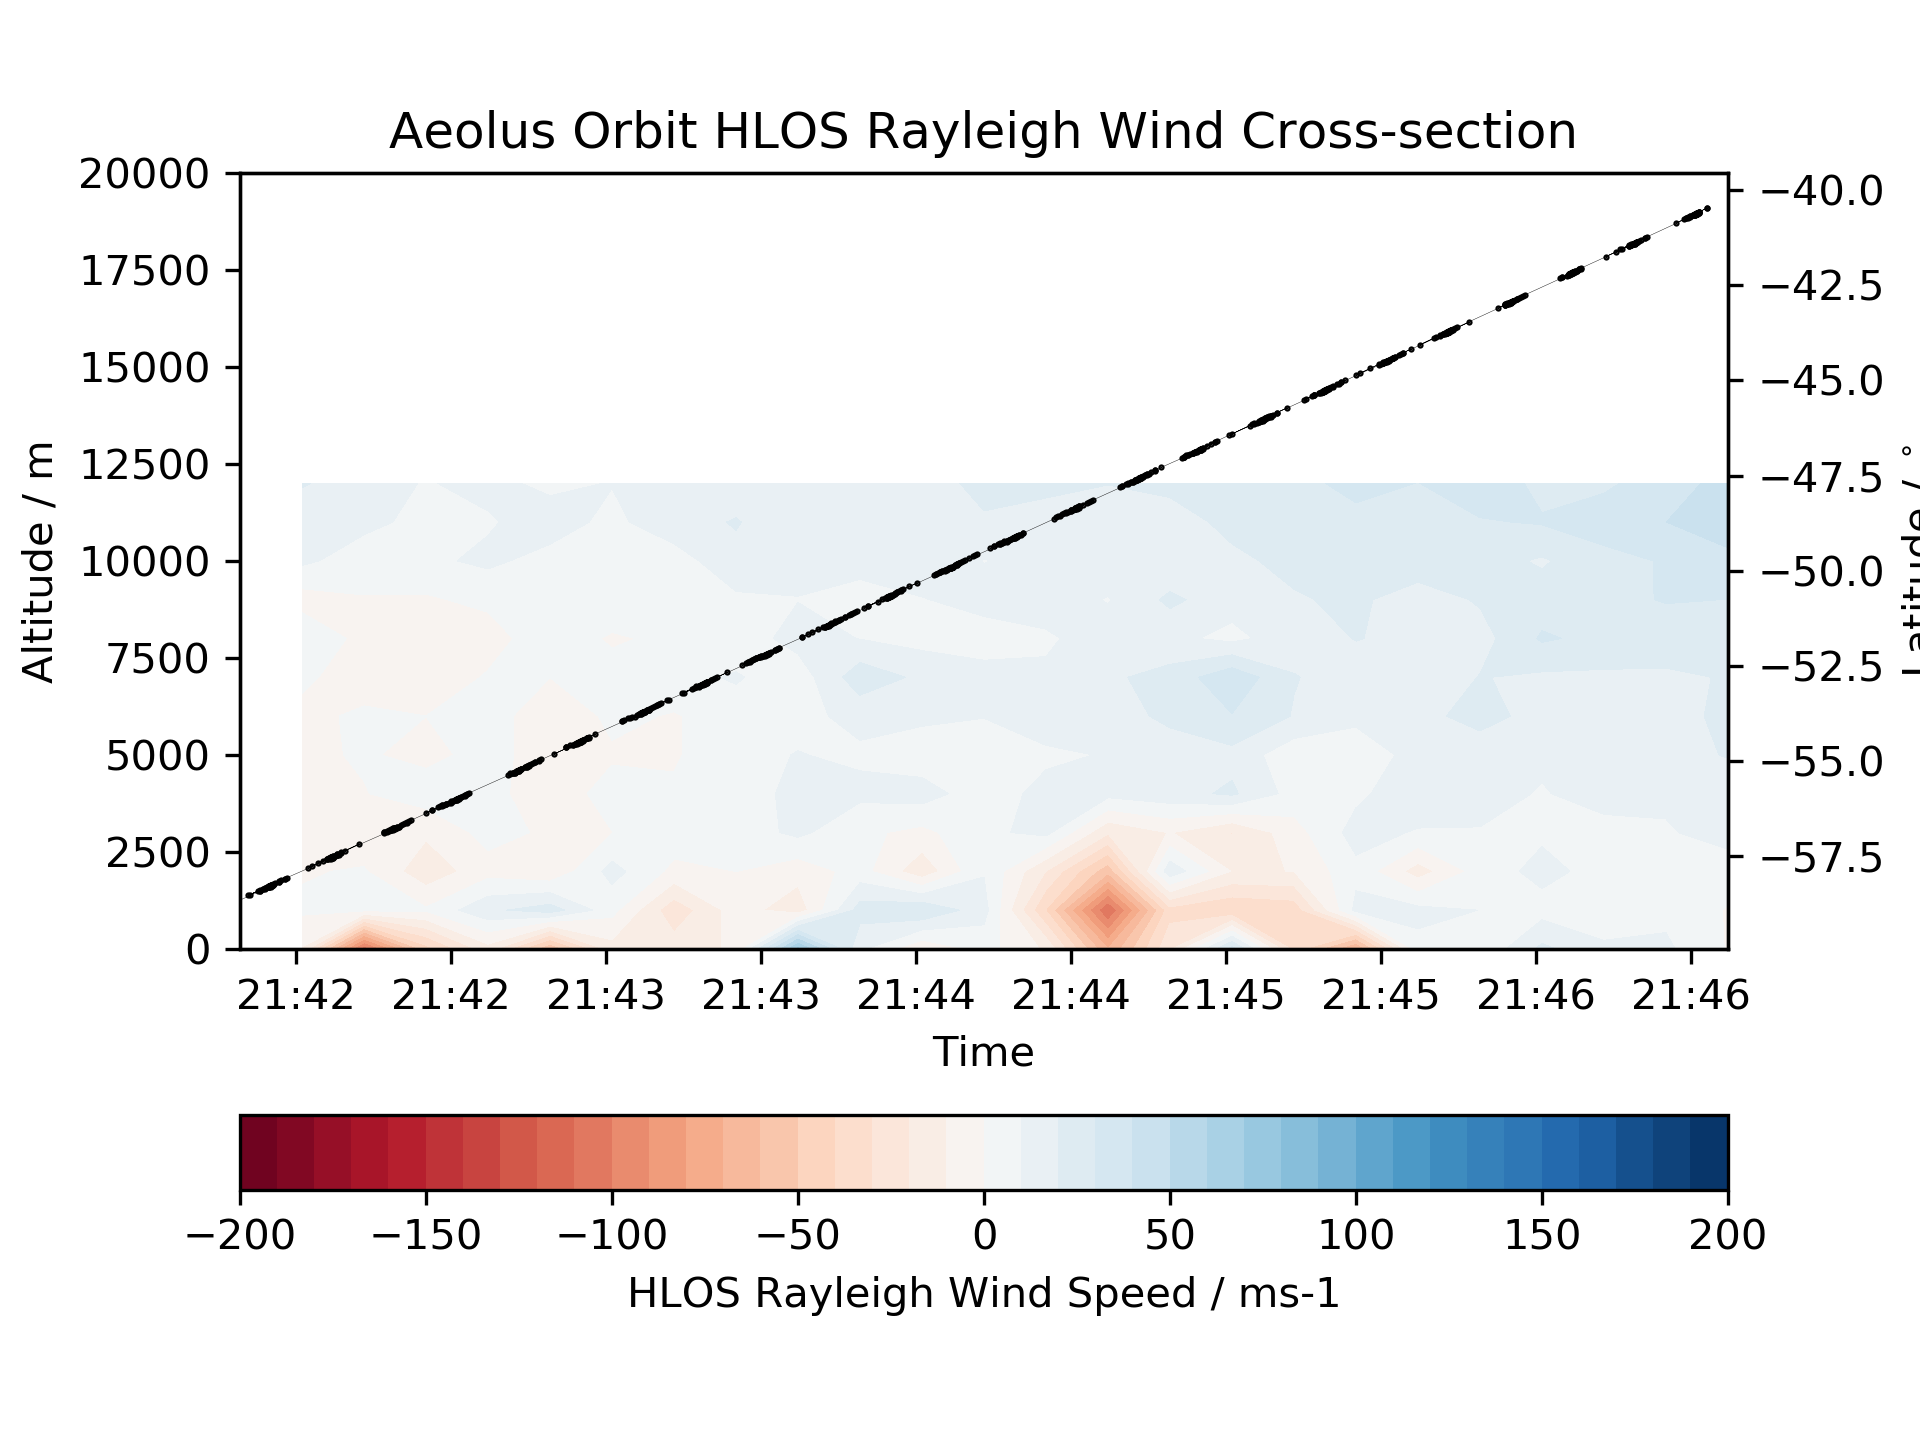 Aeolus Orbit HLOS Rayleigh Wind Cross-section
20000
17500
15000
12500
10000
7500
5000
2500
0
Altitude / m
−40.0
−42.5
−45.0
−47.5
−50.0
−52.5
−55.0
−57.5
Latitude / °
21:42 21:42 21:43 21:43 21:44 21:44 21:45 21:45 21:46 21:46
Time
−200 −150 −100 −50 0 50 100 150 200
HLOS Rayleigh Wind Speed / ms-1